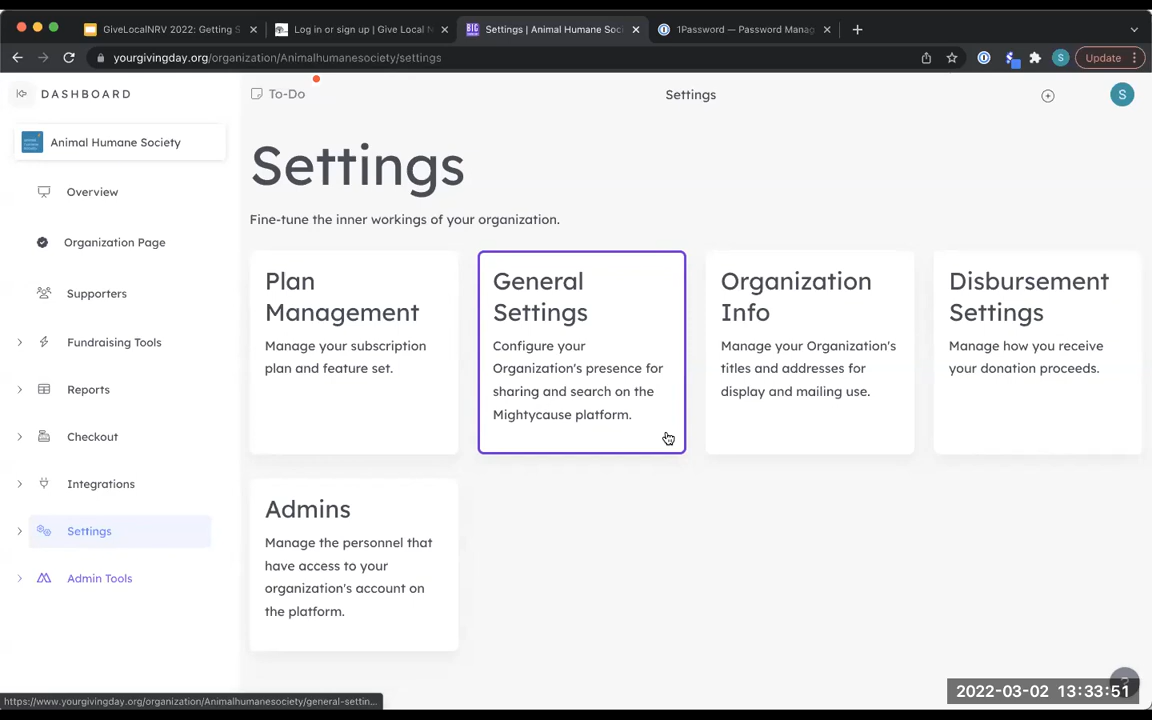 GiveLocalNRV 2022: Getting S
Log in or sign up | Give Local N
BIG
Settings | Animal Humane Soci
1Password — Password Manag
yourgivingday.org/organization/Animalhumanesociety/settings
S
Update
DASHBOARD
To-Do
Settings
S
Animal Humane Society
Overview
Organization Page
Supporters
Fundraising Tools
Reports
Checkout
Integrations
Settings
Admin Tools
Settings
Fine-tune the inner workings of your organization.
Plan
Management
Manage your subscription
plan and feature set.
General
Settings
Configure your
Organization's presence for
sharing and search on the
Mightycause platform.
Organization
Info
Manage your Organization's
titles and addresses for
display and mailing use.
Disbursement
Settings
Manage how you receive
your donation proceeds.
Admins
Manage the personnel that
have access to your
organization's account on
the platform.
https://www.yourgivingday.org/organization/Animalhumanesociety/general-settin...
?
2022-03-02 13:33:51